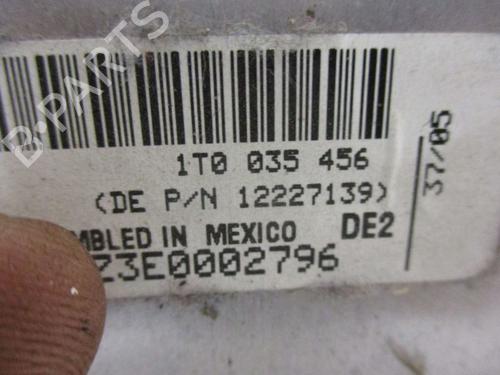 B-PARTS
1T0 035 456
(DE P/N 12227139)
MBLED IN MEXICO DE2
Z3E0002796
37/05